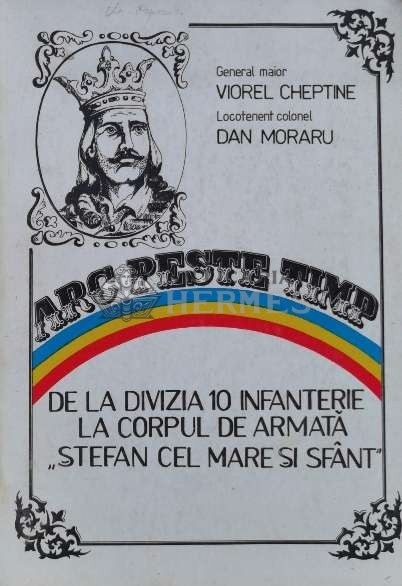 General maior
VIOREL CHEPTINE
Locotenent colonel
DAN MORARU
ARC PESTE TIMP
HERMES
DE LA DIVIZIA 10 INFANTERIE
LA CORPUL DE ARMATĂ
„STEFAN CEL MARE SI SFÂNT"